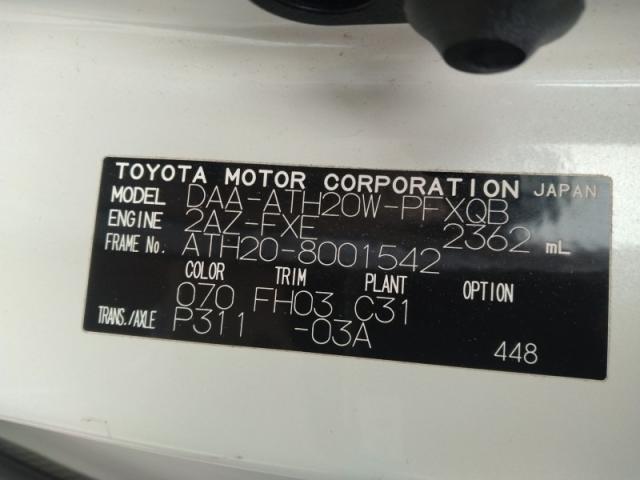 TOYOTA MOTOR CORPORATION JAPAN
MODEL DAA-ATH20W-PFXQB
ENGINE 2AZ-FXE 2362 mL
FRAME No. ATH20-8001542
COLOR TRIM PLANT OPTION
070 FH03 C31
TRANS./AXLE P311 -03A
448